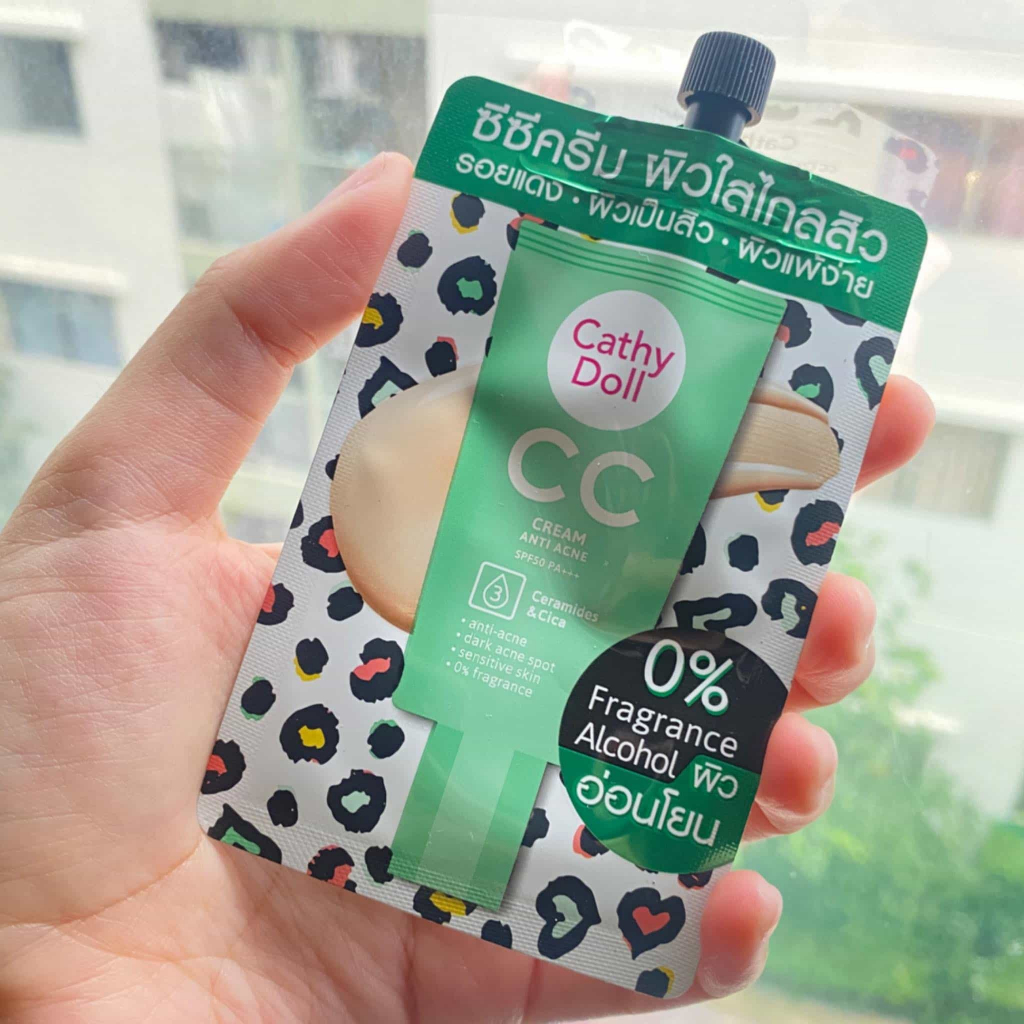 ซีซีครีม ผิวใสไกลสิว
รอยแดง • ผิวเป็นสิว • ผิวแพ้ง่าย
Cathy
Doll
CC
CREAM
ANTI ACNE
SPF50 PA+++
3
Ceramides
& Cica
• anti-acne
• dark acne spot
• sensitive skin
• 0% fragrance
0%
Fragrance
Alcohol ผิว
อ่อนโยน